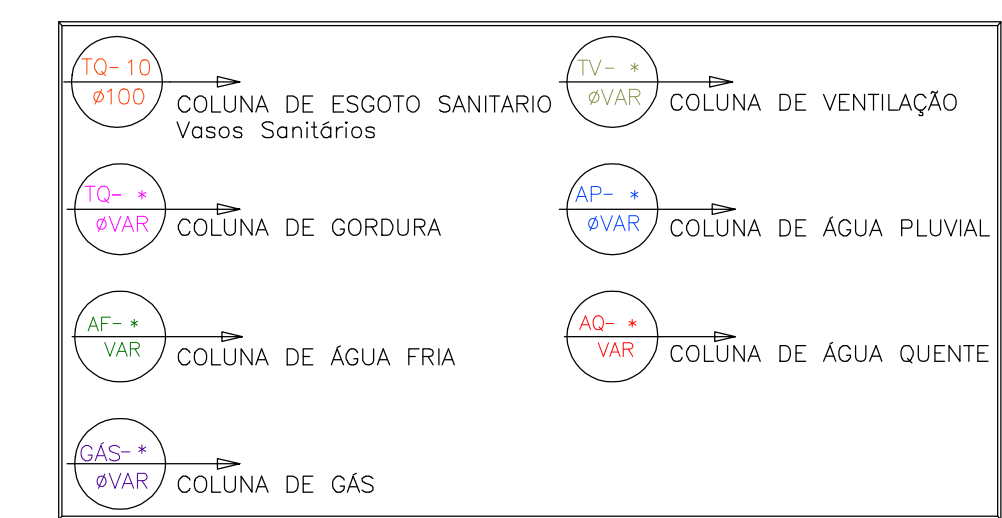 TQ-10
ø100
COLUNA DE ESGOTO SANITARIO
Vasos Sanitários
TV- *
øVAR
COLUNA DE VENTILAÇÃO
TQ- *
øVAR
COLUNA DE GORDURA
AP- *
øVAR
COLUNA DE ÁGUA PLUVIAL
AF- *
VAR
COLUNA DE ÁGUA FRIA
AQ- *
VAR
COLUNA DE ÁGUA QUENTE
GÁS- *
øVAR
COLUNA DE GÁS